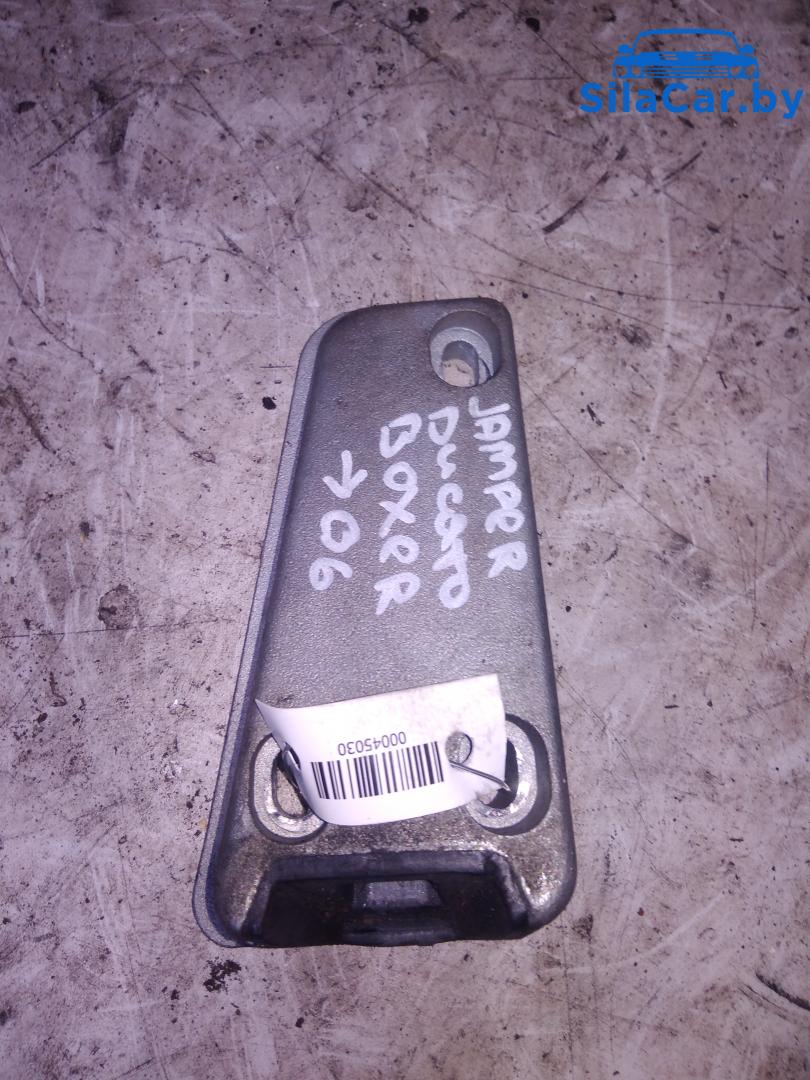 SilaCar.by
JAMPER
Ducato
BOXER
→06
00045030